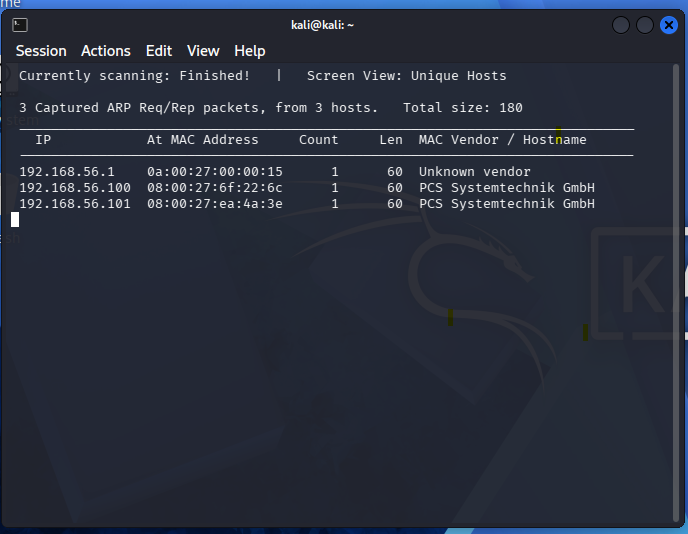 kali@kali: ~
Session Actions Edit View Help
Currently scanning: Finished! | Screen View: Unique Hosts
3 Captured ARP Req/Rep packets, from 3 hosts. Total size: 180
IP At MAC Address Count Len MAC Vendor / Hostname
192.168.56.1 0a:00:27:00:00:15 1 60 Unknown vendor
192.168.56.100 08:00:27:6f:22:6c 1 60 PCS Systemtechnik GmbH
192.168.56.101 08:00:27:ea:4a:3e 1 60 PCS Systemtechnik GmbH